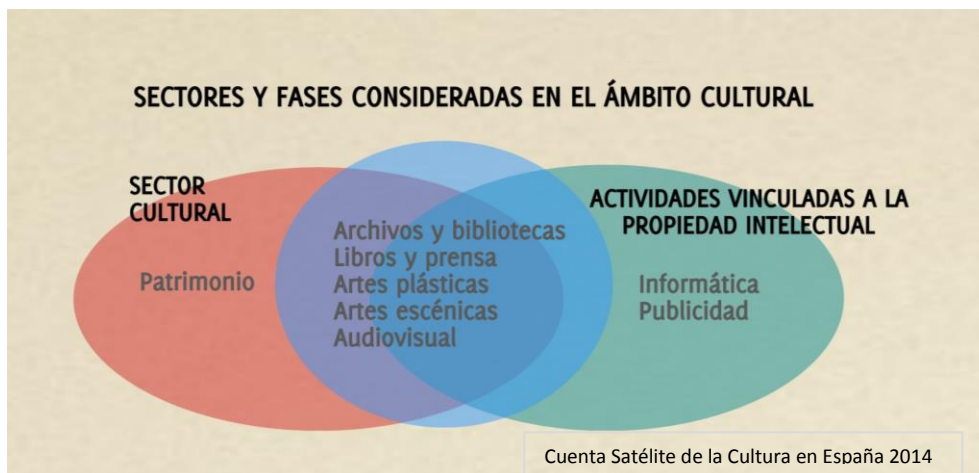 SECTORES Y FASES CONSIDERADAS EN EL ÁMBITO CULTURAL
SECTOR
CULTURAL
Patrimonio
Archivos y bibliotecas
Libros y prensa
Artes plásticas
Artes escénicas
Audiovisual
ACTIVIDADES VINCULADAS A LA
PROPIEDAD INTELECTUAL
Informática
Publicidad
Cuenta Satélite de la Cultura en España 2014